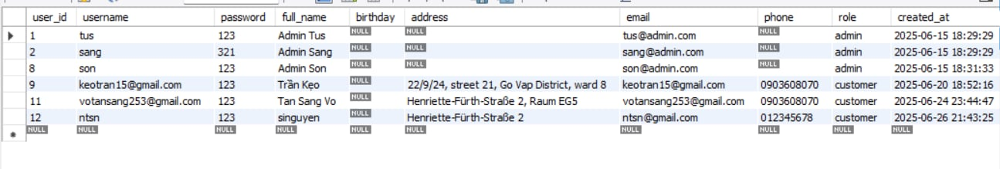 user_id username password full_name birthday address email phone role created_at
1 tus 123 Admin Tus NULL NULL tus@admin.com NULL admin 2025-06-15 18:29:29
2 sang 321 Admin Sang NULL NULL sang@admin.com NULL admin 2025-06-15 18:29:29
8 son 123 Admin Son NULL NULL son@admin.com NULL admin 2025-06-15 18:31:33
9 keotran15@gmail.com 123 Trần Kẹo NULL 22/9/24, street 21, Go Vap District, ward 8 keotran15@gmail.com 0903608070 customer 2025-06-20 18:52:16
11 votansang253@gmail.com 123 Tan Sang Vo NULL Henriette-Fürth-Straße 2, Raum EG5 votansang253@gmail.com 0903608070 customer 2025-06-24 23:44:47
12 ntsn 123 singuyen NULL Henriette-Fürth-Straße 2 ntsn@gmail.com 012345678 customer 2025-06-26 21:43:25
NULL NULL NULL NULL NULL NULL NULL NULL NULL NULL